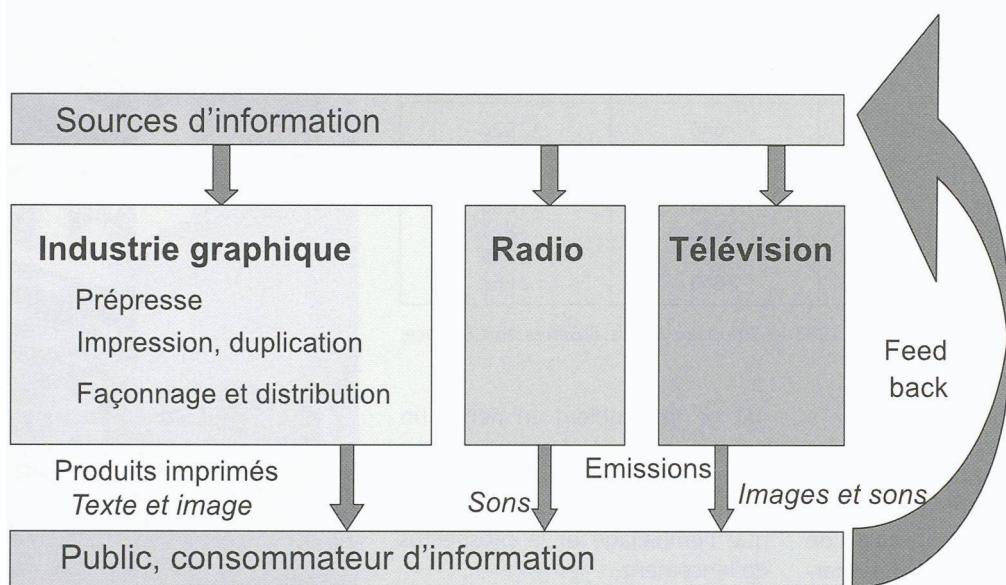 Sources d'information
Industrie graphique
Prépresse
Impression, duplication
Façonnage et distribution
Radio
Télévision
Feed
back
Produits imprimés
Texte et image
Sons
Emissions
Images et sons
Public, consommateur d'information